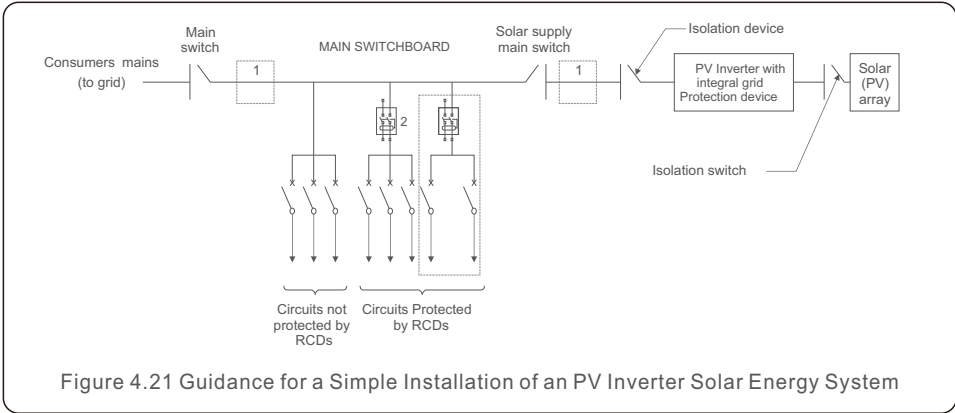 Main
switch
Consumers mains
(to grid)
1
MAIN SWITCHBOARD
Solar supply
main switch
1
Isolation device
PV Inverter with
integral grid
Protection device
Solar
(PV)
array
2
Isolation switch
Circuits not
protected by
RCDs
Circuits Protected
by RCDs
Figure 4.21 Guidance for a Simple Installation of an PV Inverter Solar Energy System